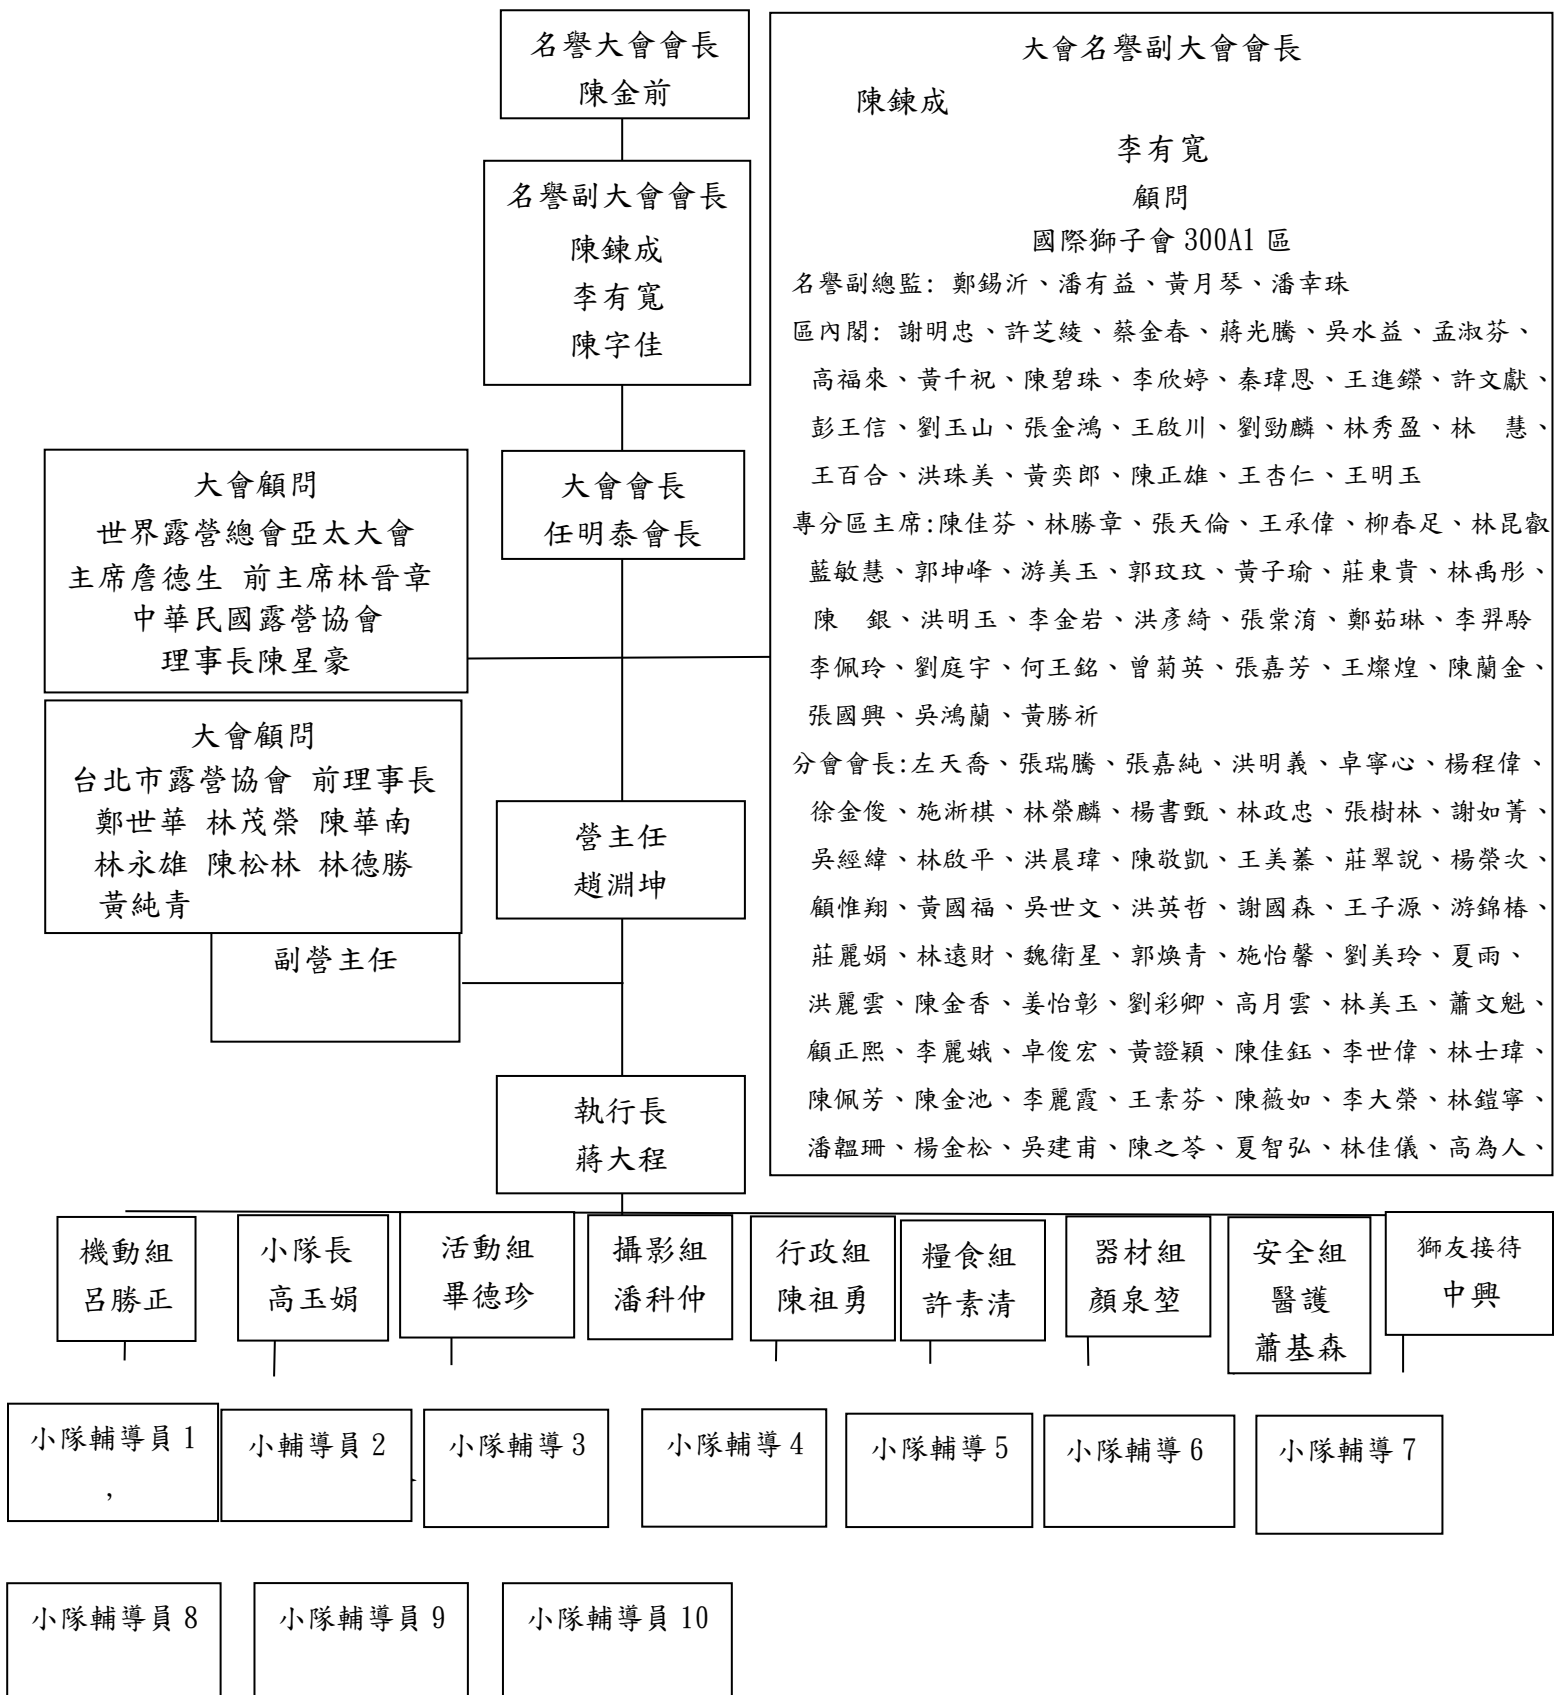 名譽大會會長
陳金前
名譽副大會會長
陳鍊成
李有寬
陳字佳
大會會長
任明泰會長
大會顧問
世界露營總會亞太大會
主席詹德生 前主席林晉章
中華民國露營協會
理事長陳星豪
大會顧問
台北市露營協會 前理事長
鄭世華 林茂榮 陳華南
林永雄 陳松林 林德勝
黃純青
副營主任
營主任
趙淵坤
執行長
蔣大程
大會名譽副大會會長
陳鍊成
李有寬
顧問
國際獅子會 300A1 區
名譽副總監: 鄭錫沂、潘有益、黃月琴、潘幸珠
區內閣: 謝明忠、許芝綾、蔡金春、蔣光騰、吳水益、孟淑芬、
高福來、黃千祝、陳碧珠、李欣婷、秦瑋恩、王進鑅、許文獻、
彭王信、劉玉山、張金鴻、王啟川、劉勁麟、林秀盈、林　慧、
王百合、洪珠美、黃奕郎、陳正雄、王杏仁、王明玉
專分區主席:陳佳芬、林勝章、張天倫、王承偉、柳春足、林昆叡
藍敏慧、郭坤峰、游美玉、郭玟玟、黃子瑜、莊東貴、林禹彤、
陳　銀、洪明玉、李金岩、洪彥綺、張棠淯、鄭茹琳、李羿駖
李佩玲、劉庭宇、何王銘、曾菊英、張嘉芳、王燦煌、陳蘭金、
張國興、吳鴻蘭、黃勝祈
分會會長:左天喬、張瑞騰、張嘉純、洪明義、卓寧心、楊程偉、
徐金俊、施淅棋、林榮麟、楊書甄、林政忠、張樹林、謝如菁、
吳經緯、林啟平、洪晨瑋、陳敬凱、王美蓁、莊翠說、楊榮次、
顧惟翔、黃國福、吳世文、洪英哲、謝國森、王子源、游錦椿、
莊麗娟、林遠財、魏衛星、郭煥青、施怡馨、劉美玲、夏雨、
洪麗雲、陳金香、姜怡彰、劉彩卿、高月雲、林美玉、蕭文魁、
顧正熙、李麗娥、卓俊宏、黃證穎、陳佳鈺、李世偉、林士瑋、
陳佩芳、陳金池、李麗霞、王素芬、陳薇如、李大榮、林鎧寧、
潘韞珊、楊金松、吳建甫、陳之苓、夏智弘、林佳儀、高為人、
機動組
呂勝正
小隊長
高玉娟
活動組
畢德珍
攝影組
潘科仲
行政組
陳祖勇
糧食組
許素清
器材組
顏泉堃
安全組
醫護
蕭基森
獅友接待
中興
小隊輔導員 1
,
小輔導員 2
小隊輔導 3
小隊輔導 4
小隊輔導 5
小隊輔導 6
小隊輔導 7
小隊輔導員 8
小隊輔導員 9
小隊輔導員 10